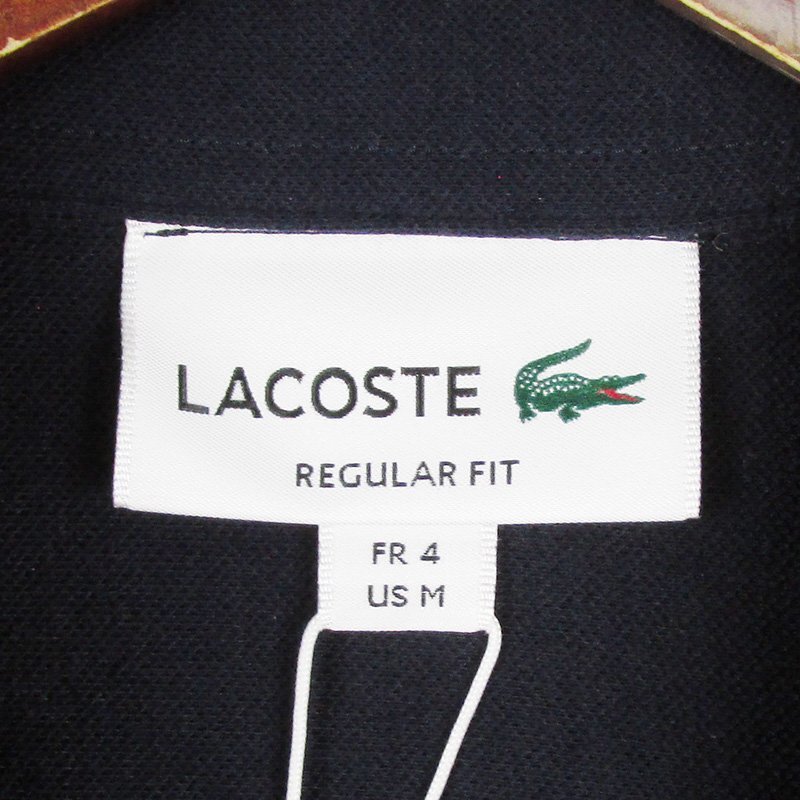 LACOSTE
REGULAR FIT
FR 4
US M